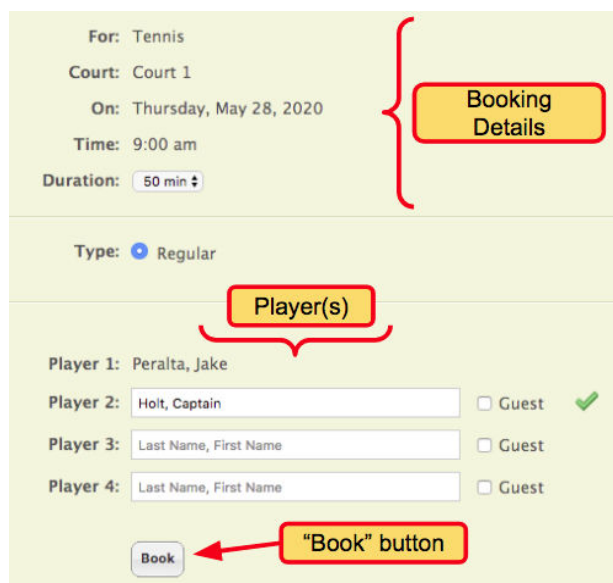 For: Tennis
Court: Court 1
On: Thursday, May 28, 2020
Time: 9:00 am
Duration: 50 min
Booking
Details
Type: Regular
Player(s)
Player 1: Peralta, Jake
Player 2: Holt, Captain Guest
Player 3: Last Name, First Name Guest
Player 4: Last Name, First Name Guest
Book
“Book” button